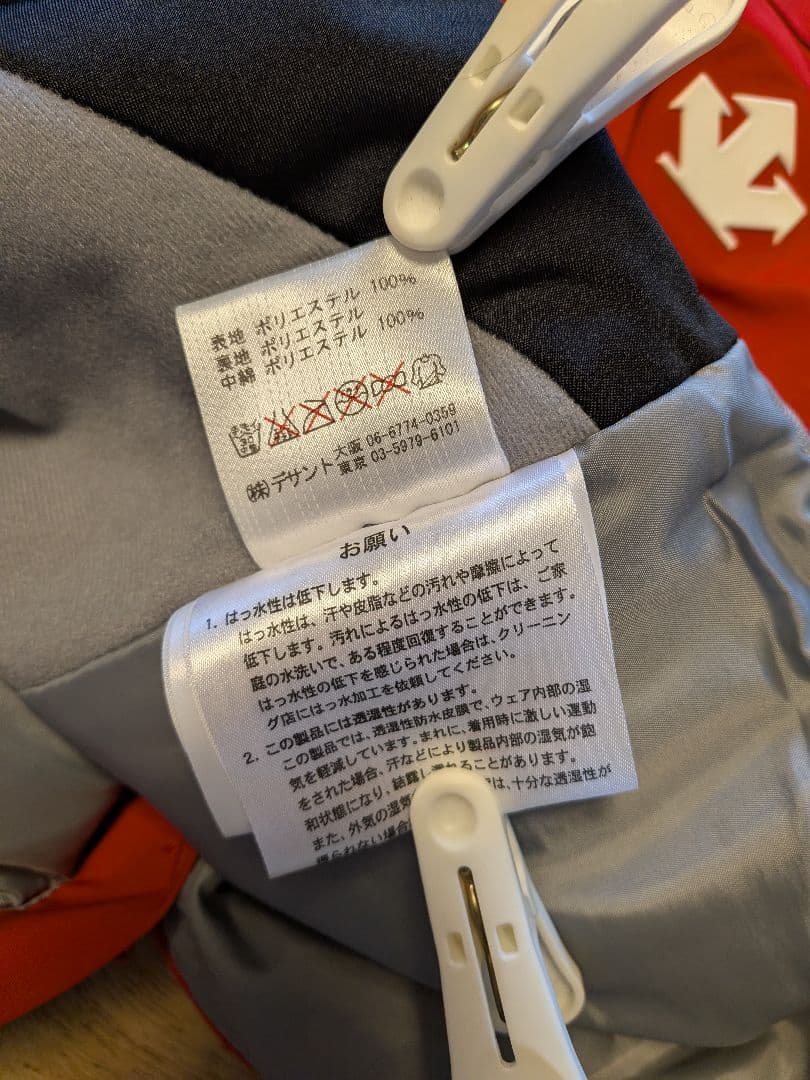 表地 ポリエステル 100%
裏地 ポリエステル
中綿 ポリエステル 100%
㈱デサント 大阪 06-6774-0359
東京 03-5979-6101
お願い
1. はっ水性は低下します。
はっ水性は、汗や皮脂などの汚れや摩擦によって
低下します。汚れによるはっ水性の低下は、ご家
庭の水洗いで、ある程度回復することができます。
はっ水性の低下を感じられた場合は、クリーニン
グ店にはっ水加工を依頼してください。
2. この製品には透湿性があります。
この製品では、透湿性防水皮膜で、ウェア内部の湿
気を軽減しています。まれに、着用時に激しい運動
をされた場合、汗などにより製品内部の湿気が飽
和状態になり、結露し濡れることがあります。
また、外気の湿気 は、十分な透湿性が
得られない場合